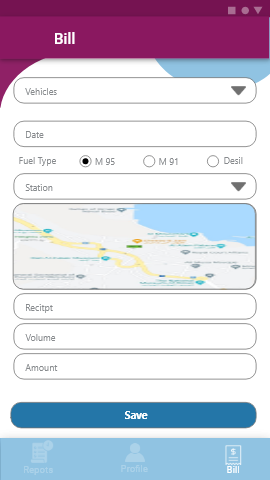 Bill
Vehicles
Date
Fuel Type M 95 M 91 Desil
Station
Recitpt
Volume
Amount
Save
Repots Profile Bill